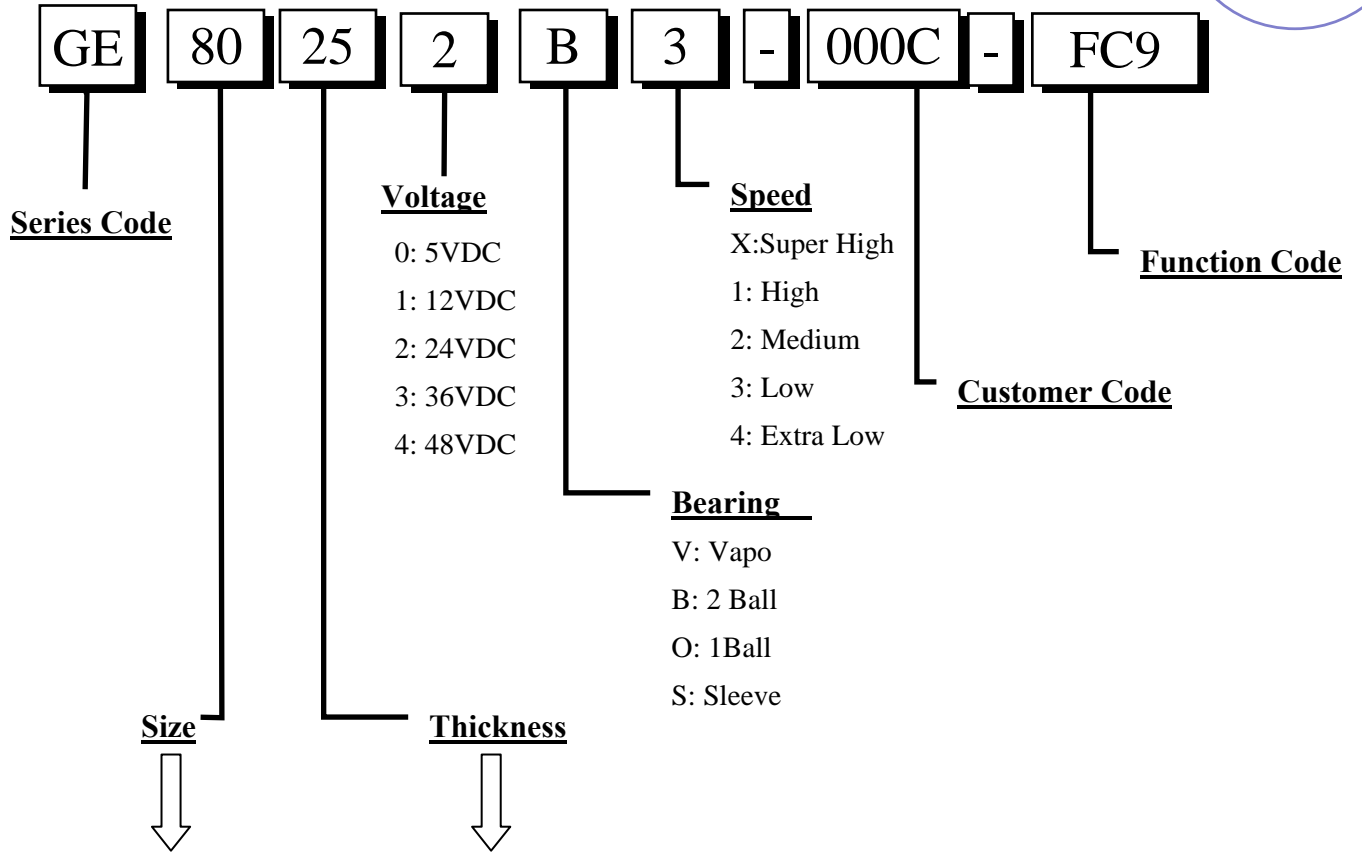 GE 80 25 2 B 3 - 000C - FC9
Series Code
Voltage
0: 5VDC
1: 12VDC
2: 24VDC
3: 36VDC
4: 48VDC
Speed
X:Super High
1: High
2: Medium
3: Low
4: Extra Low
Function Code
Customer Code
Bearing
V: Vapo
B: 2 Ball
O: 1Ball
S: Sleeve
Size
Thickness